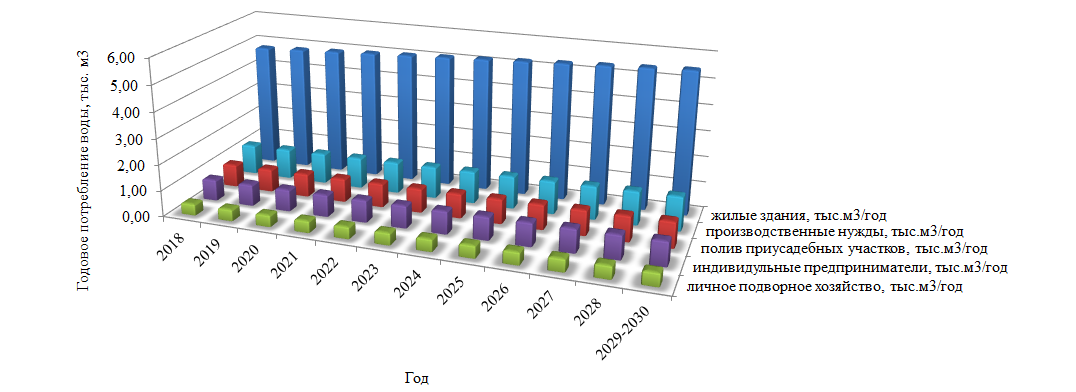 Годовое потребление воды, тыс. м3
6,00
5,00
4,00
3,00
2,00
1,00
0,00
2018
2019
2020
2021
2022
2023
2024
2025
2026
2027
2028
2029-2030
жилые здания, тыс.м3/год
производственные нужды, тыс.м3/год
полив приусадебных участков, тыс.м3/год
индивидульные предприниматели, тыс.м3/год
личное подворное хозяйство, тыс.м3/год
Год